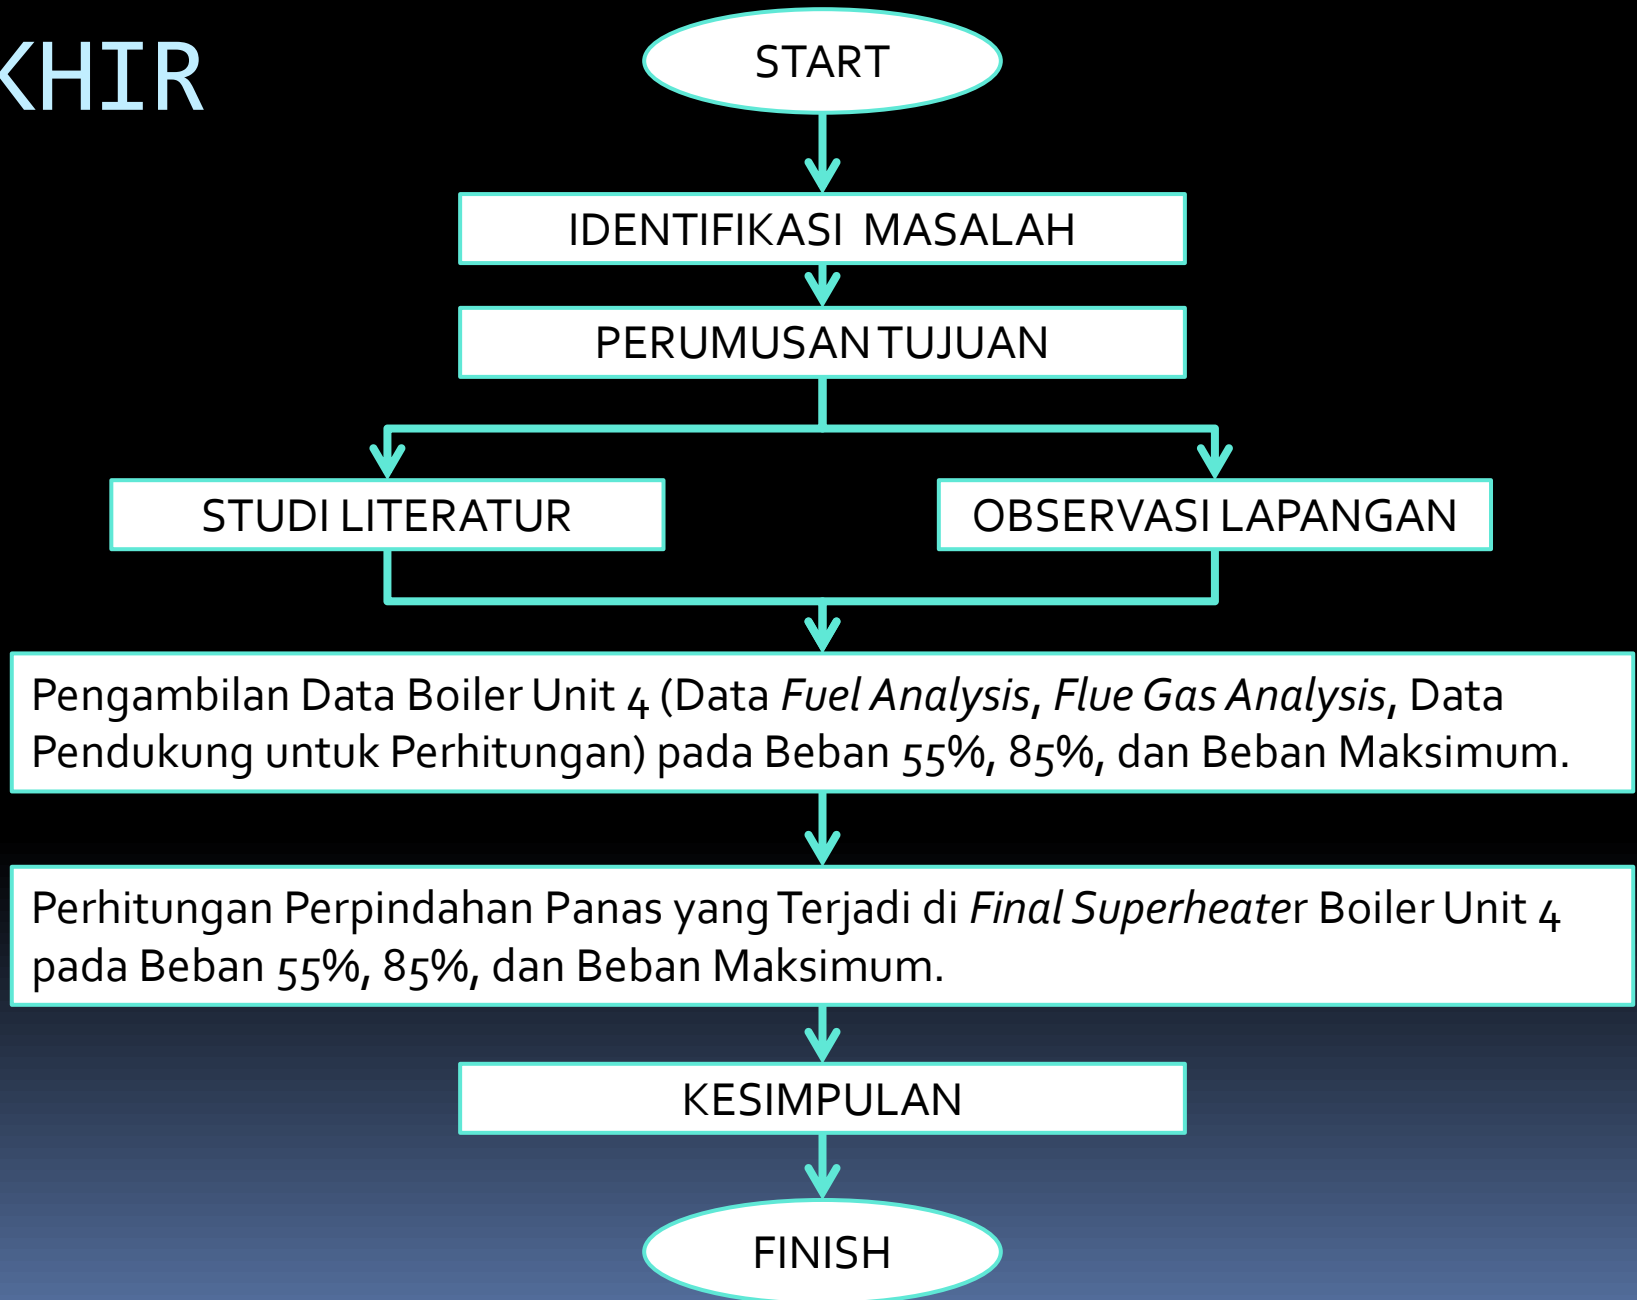 KHIR
START
IDENTIFIKASI MASALAH
PERUMUSAN TUJUAN
STUDI LITERATUR
OBSERVASI LAPANGAN
Pengambilan Data Boiler Unit 4 (Data Fuel Analysis, Flue Gas Analysis, Data
Pendukung untuk Perhitungan) pada Beban 55%, 85%, dan Beban Maksimum.
Perhitungan Perpindahan Panas yang Terjadi di Final Superheater Boiler Unit 4
pada Beban 55%, 85%, dan Beban Maksimum.
KESIMPULAN
FINISH